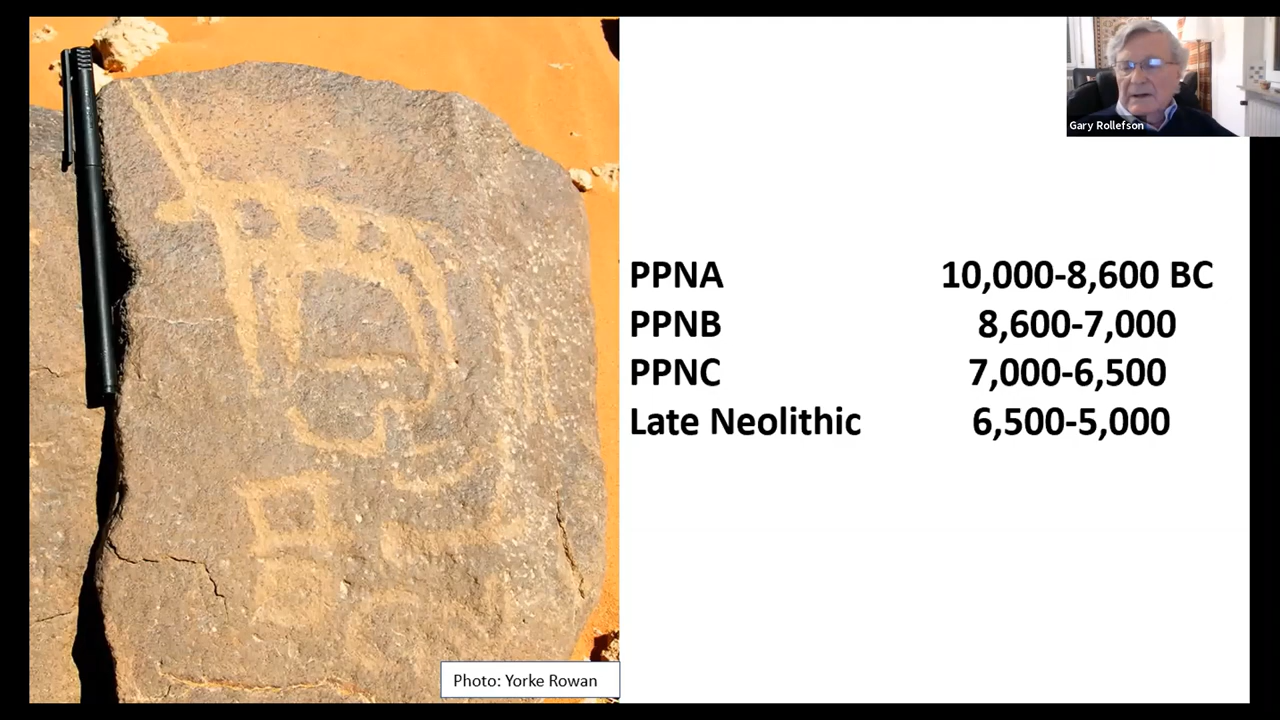 Gary Rollefson
PPNA 10,000-8,600 BC
PPNB 8,600-7,000
PPNC 7,000-6,500
Late Neolithic 6,500-5,000
Photo: Yorke Rowan